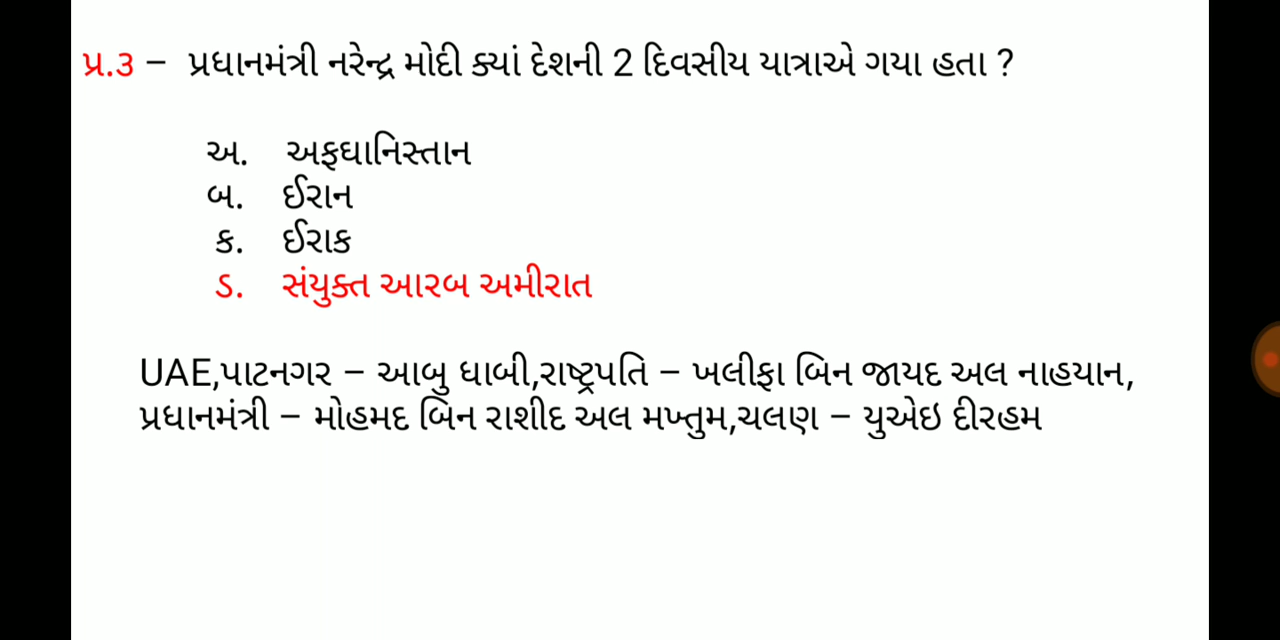 પ્ર.૩ – પ્રધાનમંત્રી નરેન્દ્ર મોદી ક્યાં દેશની 2 દિવસીય યાત્રાએ ગયા હતા ?
અ. અફઘાનિસ્તાન
બ. ઈરાન
ક. ઈરાક
ડ. સંયુક્ત આરબ અમીરાત
UAE,પાટનગર – આબુ ધાબી,રાષ્ટ્રપતિ – ખલીફા બિન જાયદ અલ નાહયાન,
પ્રધાનમંત્રી – મોહમદ બિન રાશીદ અલ મખ્તુમ,ચલણ – યુએઇ દીરહમ